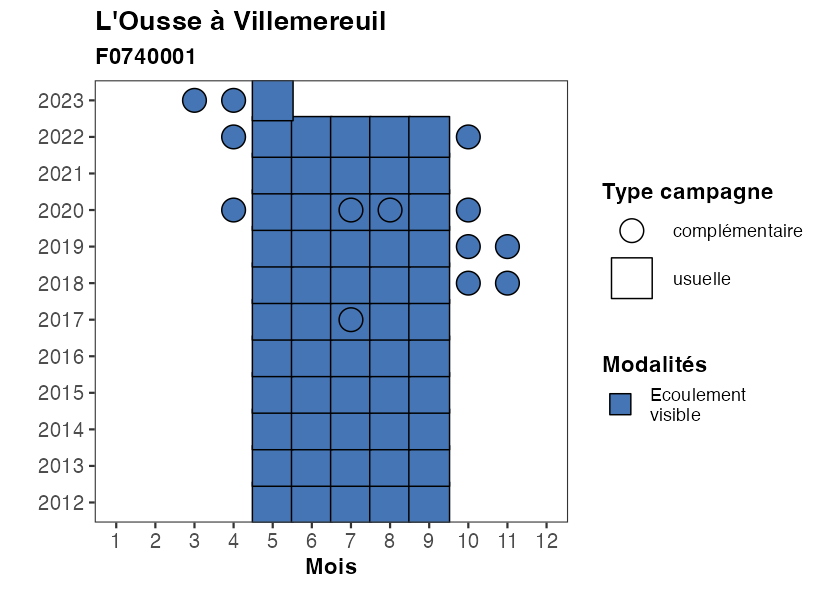 L'Ousse à Villemereuil
F0740001
2023
2022
2021
2020
2019
2018
2017
2016
2015
2014
2013
2012
1 2 3 4 5 6 7 8 9 10 11 12
Mois
Type campagne
complémentaire
usuelle
Modalités
Ecoulement
visible